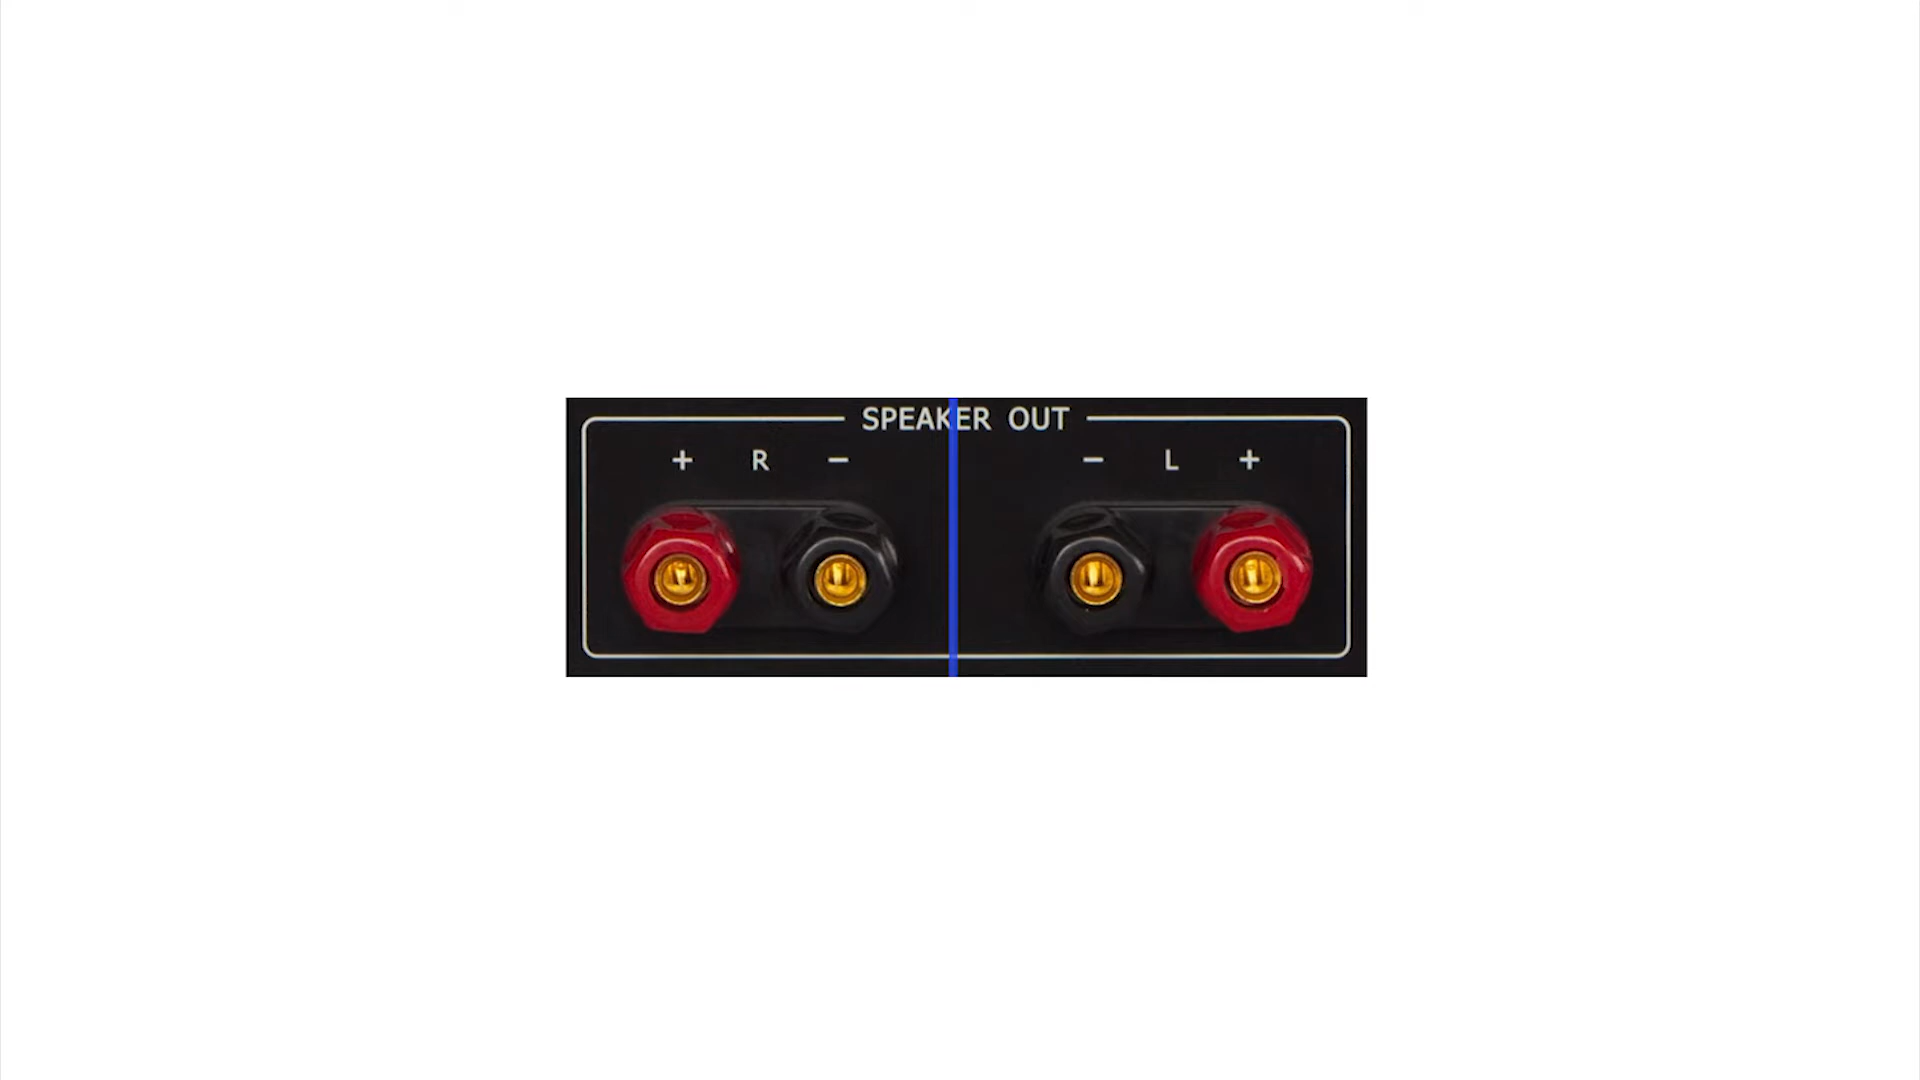 SPEAKER OUT
+ R − − L +